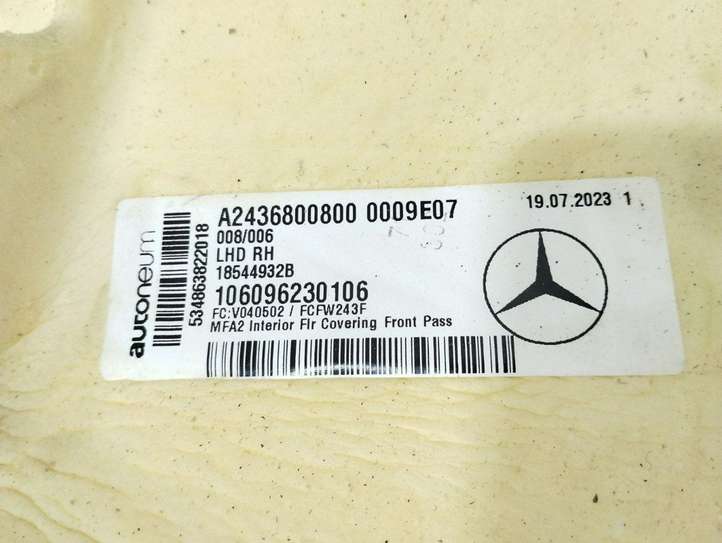 autoneum
534863822018
A2436800800 0009E07
19.07.2023 1
008/006
LHD RH
18544932B
106096230106
FC:V040502 / FCFW243F
MFA2 Interior Flr Covering Front Pass